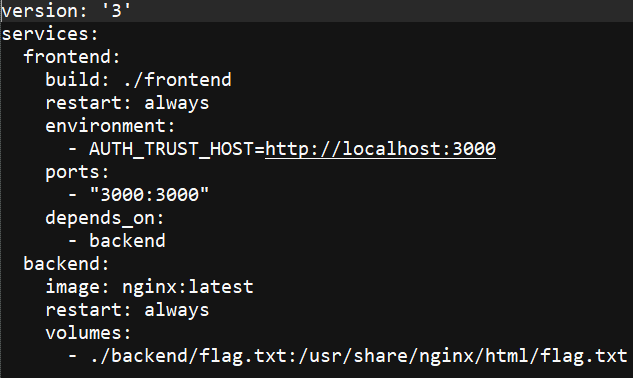 version: '3'
services:
  frontend:
    build: ./frontend
    restart: always
    environment:
      - AUTH_TRUST_HOST=http://localhost:3000
    ports:
      - "3000:3000"
    depends_on:
      - backend
  backend:
    image: nginx:latest
    restart: always
    volumes:
      - ./backend/flag.txt:/usr/share/nginx/html/flag.txt